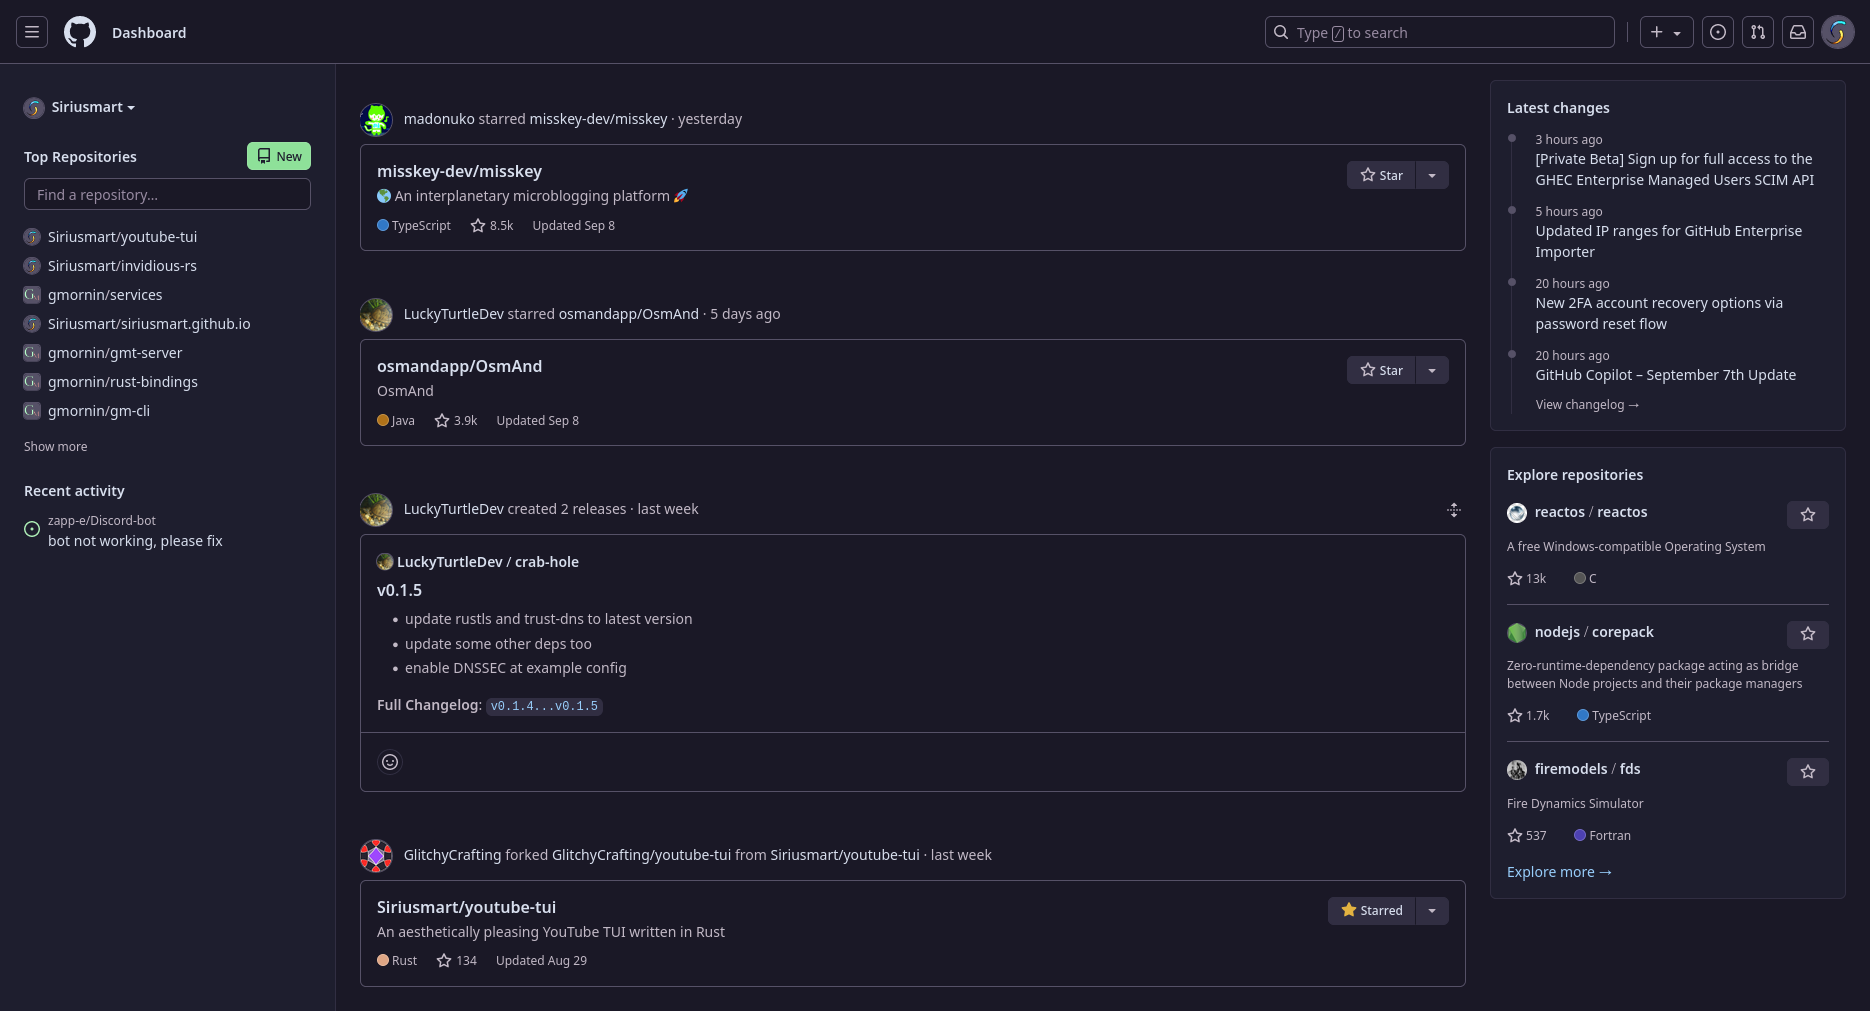 Dashboard
Type / to search
Siriusmart
Top Repositories
New
Find a repository...
Siriusmart/youtube-tui
Siriusmart/invidious-rs
gmornin/services
Siriusmart/siriusmart.github.io
gmornin/gmt-server
gmornin/rust-bindings
gmornin/gm-cli
Show more
Recent activity
zapp-e/Discord-bot
bot not working, please fix
madonuko starred misskey-dev/misskey · yesterday
misskey-dev/misskey
Star
🌎 An interplanetary microblogging platform 🚀
TypeScript 8.5k Updated Sep 8
LuckyTurtleDev starred osmandapp/OsmAnd · 5 days ago
osmandapp/OsmAnd
Star
OsmAnd
Java 3.9k Updated Sep 8
LuckyTurtleDev created 2 releases · last week
LuckyTurtleDev / crab-hole
v0.1.5
• update rustls and trust-dns to latest version
• update some other deps too
• enable DNSSEC at example config
Full Changelog: v0.1.4...v0.1.5
GlitchyCrafting forked GlitchyCrafting/youtube-tui from Siriusmart/youtube-tui · last week
Siriusmart/youtube-tui
Starred
An aesthetically pleasing YouTube TUI written in Rust
Rust 134 Updated Aug 29
Latest changes
3 hours ago
[Private Beta] Sign up for full access to the
GHEC Enterprise Managed Users SCIM API
5 hours ago
Updated IP ranges for GitHub Enterprise
Importer
20 hours ago
New 2FA account recovery options via
password reset flow
20 hours ago
GitHub Copilot – September 7th Update
View changelog →
Explore repositories
reactos / reactos
A free Windows-compatible Operating System
13k C
nodejs / corepack
Zero-runtime-dependency package acting as bridge
between Node projects and their package managers
1.7k TypeScript
firemodels / fds
Fire Dynamics Simulator
537 Fortran
Explore more →